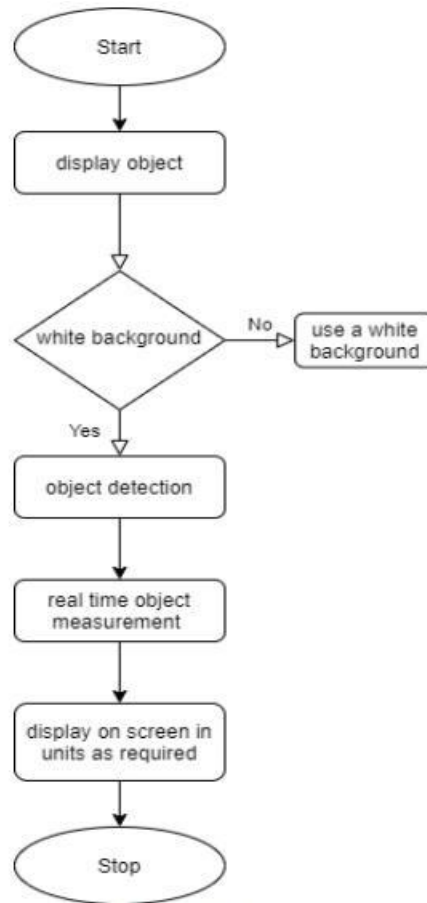 Start
display object
white background
No
use a white
background
Yes
object detection
real time object
measurement
display on screen in
units as required
Stop